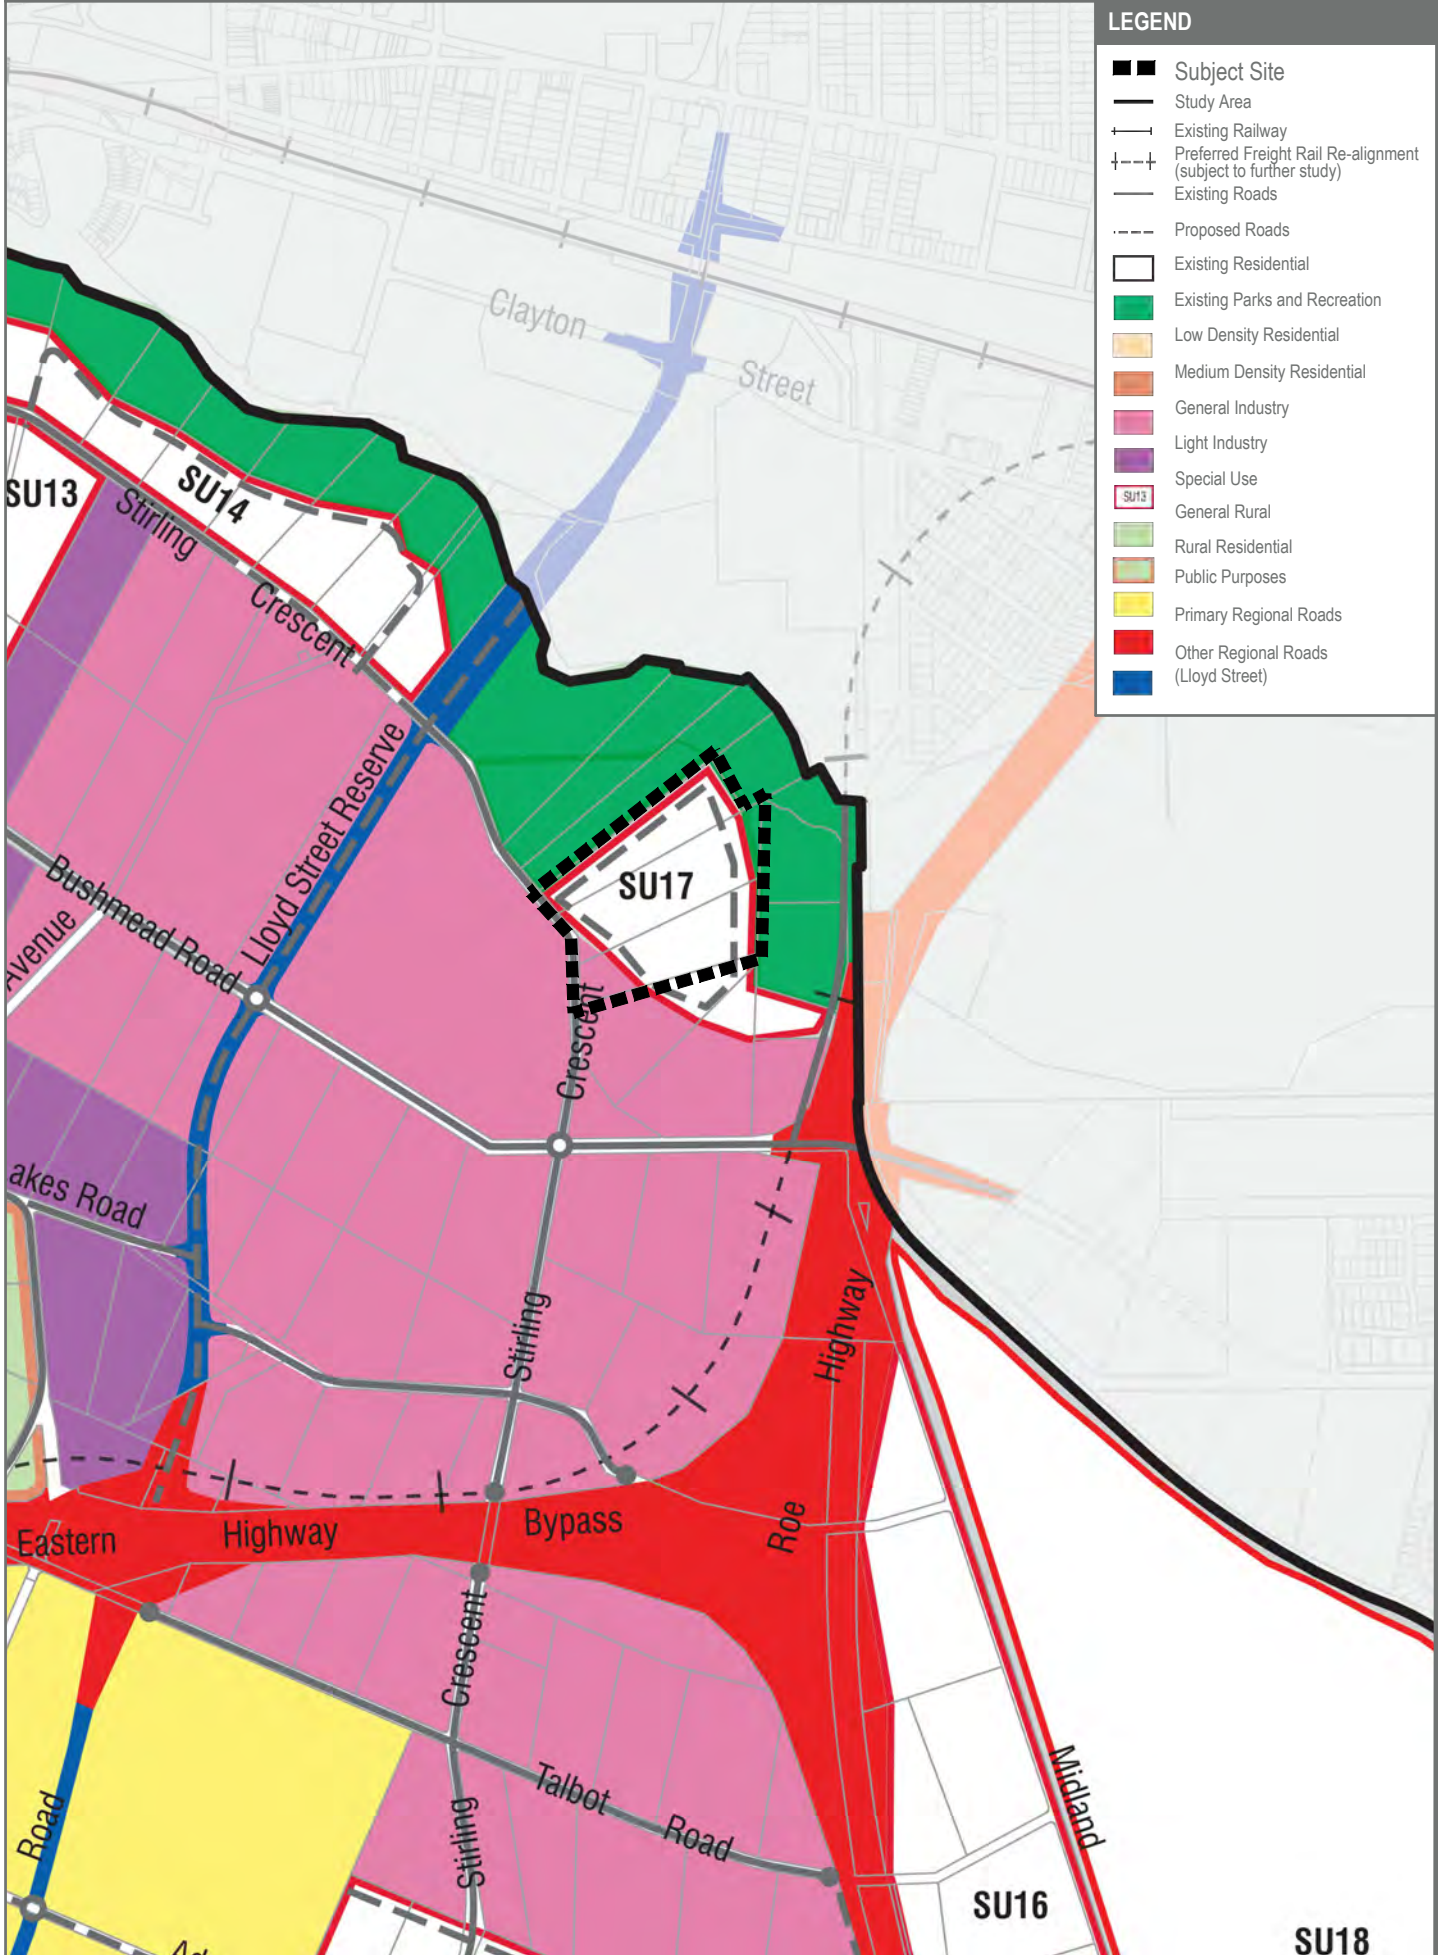 LEGEND
Subject Site
Study Area
Existing Railway
Preferred Freight Rail Re-alignment
(subject to further study)
Existing Roads
Proposed Roads
Existing Residential
Existing Parks and Recreation
Low Density Residential
Medium Density Residential
General Industry
Light Industry
Special Use
SU13
General Rural
Rural Residential
Public Purposes
Primary Regional Roads
Other Regional Roads
(Lloyd Street)
Clayton
Street
SU13
SU14
Stirling
Crescent
Lloyd Street Reserve
SU17
Bushmead Road
Avenue
Crescent
akes Road
Stirling
Highway
Eastern
Highway
Bypass
Roe
Crescent
Talbot
Road
Midland
Road
Stirling
SU16
SU18
Ad